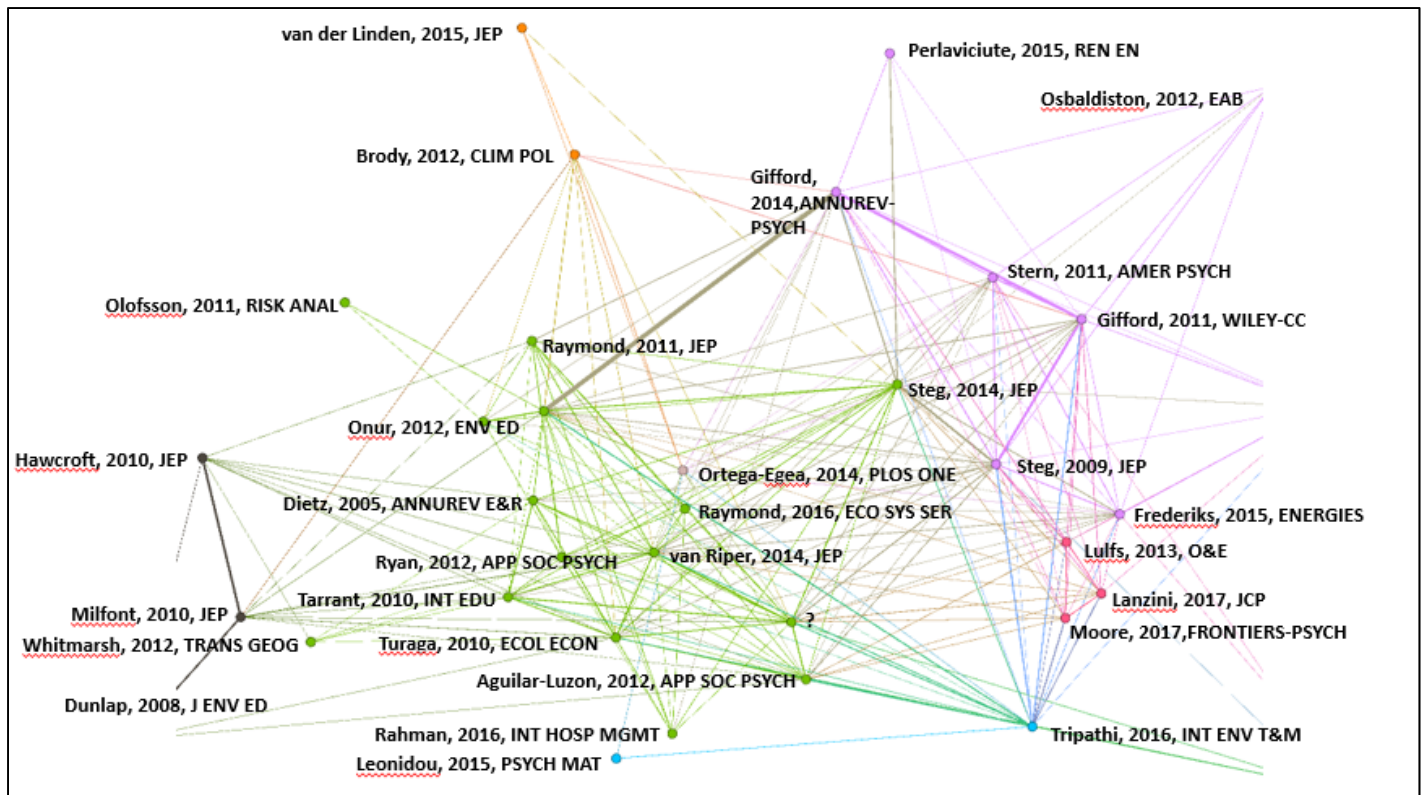 van der Linden, 2015, JEP
Perlaviciute, 2015, REN EN
Osbaldiston, 2012, EAB
Brody, 2012, CLIM POL
Gifford,
2014,ANNUREV-
PSYCH
Stern, 2011, AMER PSYCH
Olofsson, 2011, RISK ANAL
Gifford, 2011, WILEY-CC
Raymond, 2011, JEP
Steg, 2014, JEP
Onur, 2012, ENV ED
Hawcroft, 2010, JEP
Steg, 2009, JEP
Ortega-Egea, 2014, PLOS ONE
Dietz, 2005, ANNUREV E&R
Raymond, 2016, ECO SYS SER
Frederiks, 2015, ENERGIES
Lulfs, 2013, O&E
van Riper, 2014, JEP
Ryan, 2012, APP SOC PSYCH
Tarrant, 2010, INT EDU
Lanzini, 2017, JCP
Milfont, 2010, JEP
?
Moore, 2017,FRONTIERS-PSYCH
Whitmarsh, 2012, TRANS GEOG
Turaga, 2010, ECOL ECON
Aguilar-Luzon, 2012, APP SOC PSYCH
Dunlap, 2008, J ENV ED
Rahman, 2016, INT HOSP MGMT
Tripathi, 2016, INT ENV T&M
Leonidou, 2015, PSYCH MAT